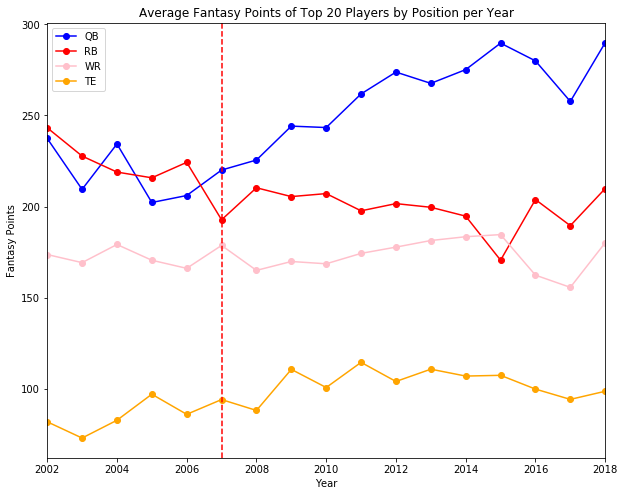 Average Fantasy Points of Top 20 Players by Position per Year
QB
RB
WR
TE
300
250
200
150
100
Fantasy Points
2002 2004 2006 2008 2010 2012 2014 2016 2018
Year